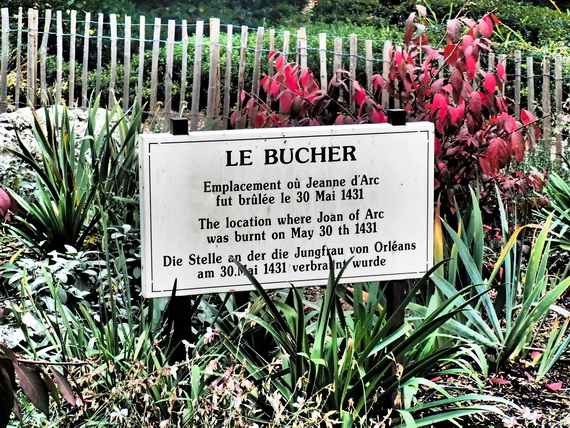 LE BUCHER
Emplacement où Jeanne d'Arc
fut brûlée le 30 Mai 1431
The location where Joan of Arc
was burnt on May 30 th 1431
Die Stelle an der die Jungfrau von Orléans
am 30.Mai 1431 verbrannt wurde